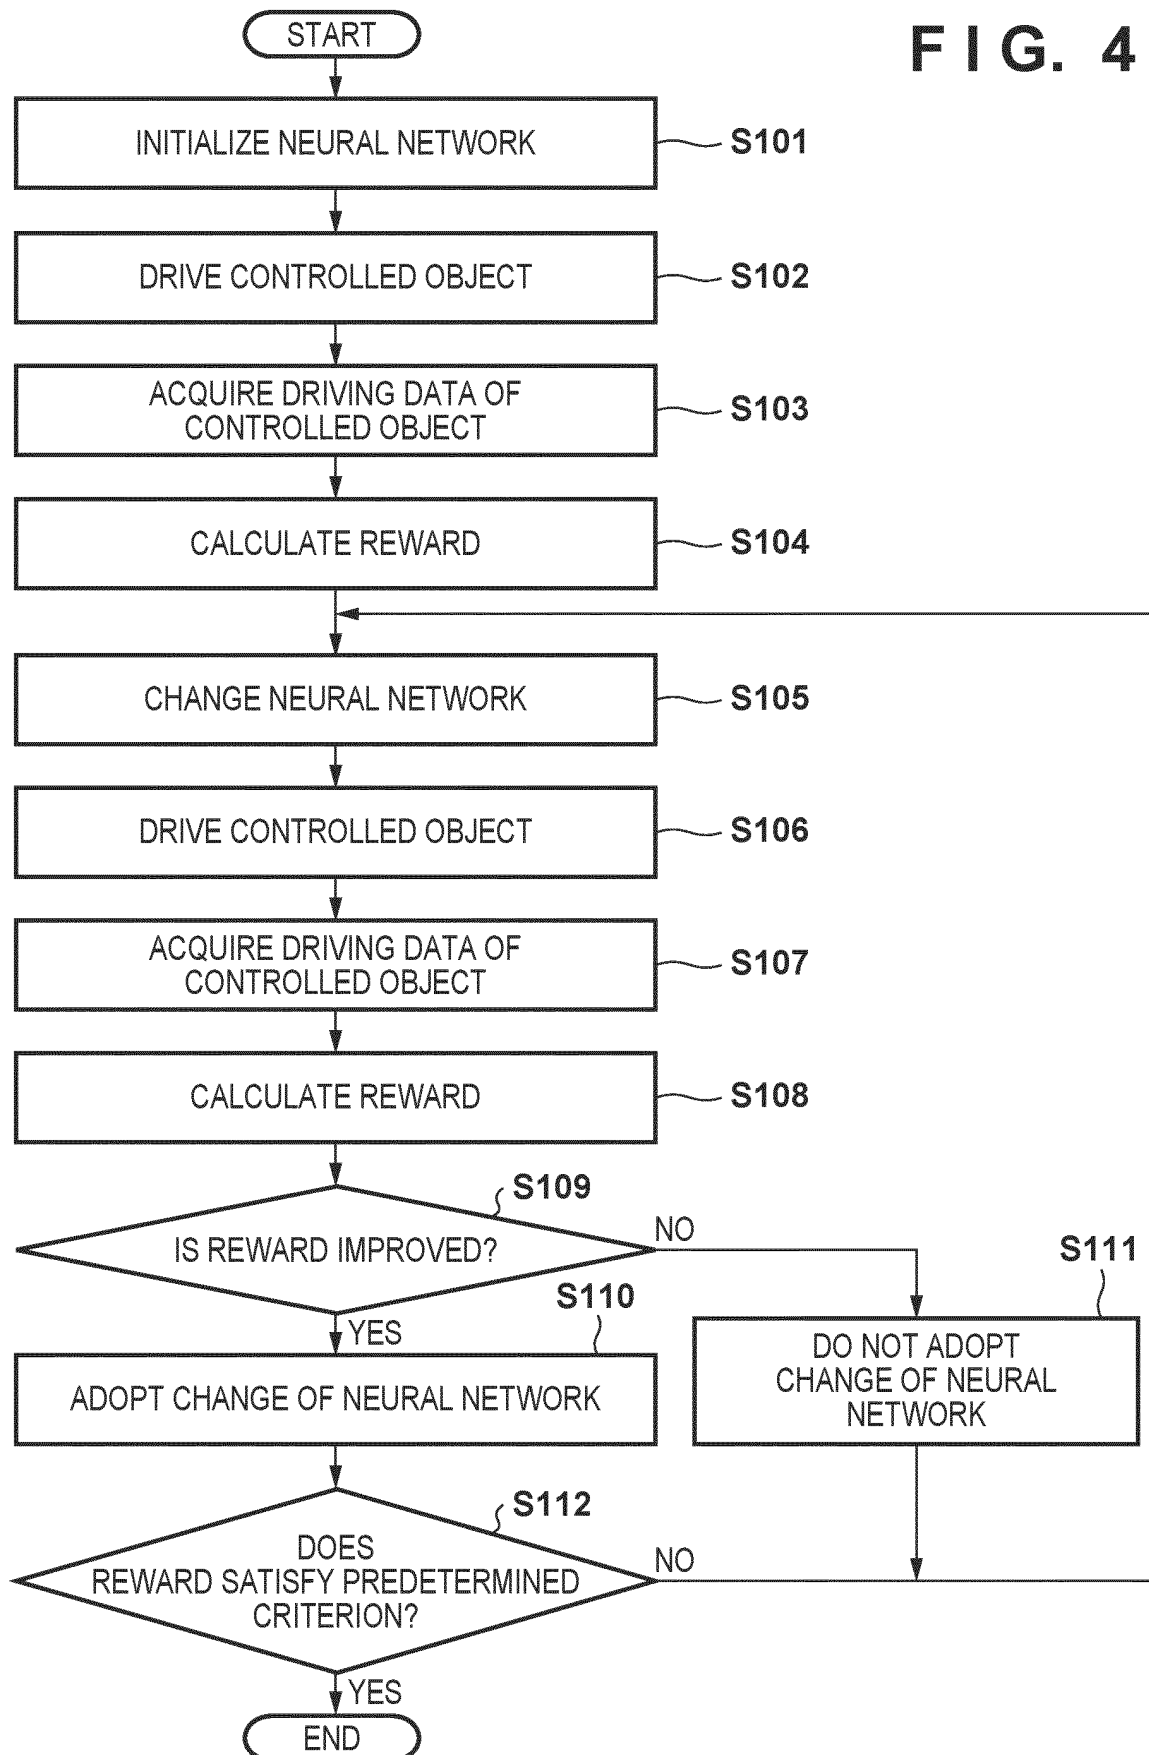 START
FIG. 4
INITIALIZE NEURAL NETWORK
S101
DRIVE CONTROLLED OBJECT
S102
ACQUIRE DRIVING DATA OF
CONTROLLED OBJECT
S103
CALCULATE REWARD
S104
CHANGE NEURAL NETWORK
S105
DRIVE CONTROLLED OBJECT
S106
ACQUIRE DRIVING DATA OF
CONTROLLED OBJECT
S107
CALCULATE REWARD
S108
S109
IS REWARD IMPROVED?
NO
YES
S110
ADOPT CHANGE OF NEURAL NETWORK
S111
DO NOT ADOPT
CHANGE OF NEURAL
NETWORK
S112
DOES
REWARD SATISFY PREDETERMINED
CRITERION?
NO
YES
END